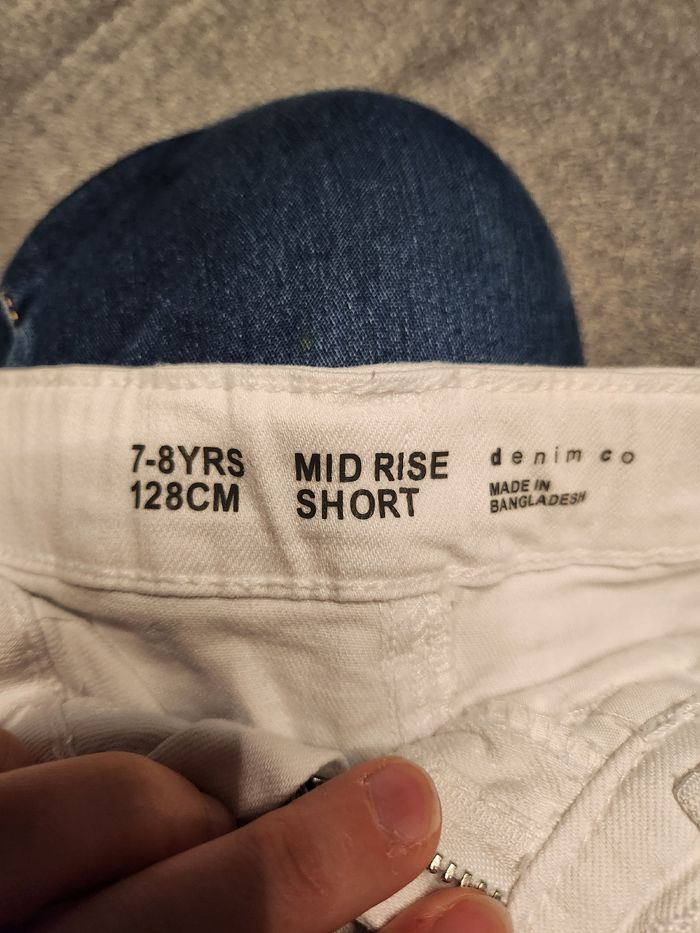 7-8YRS
128CM
MID RISE
SHORT
denim co
MADE IN
BANGLADESH